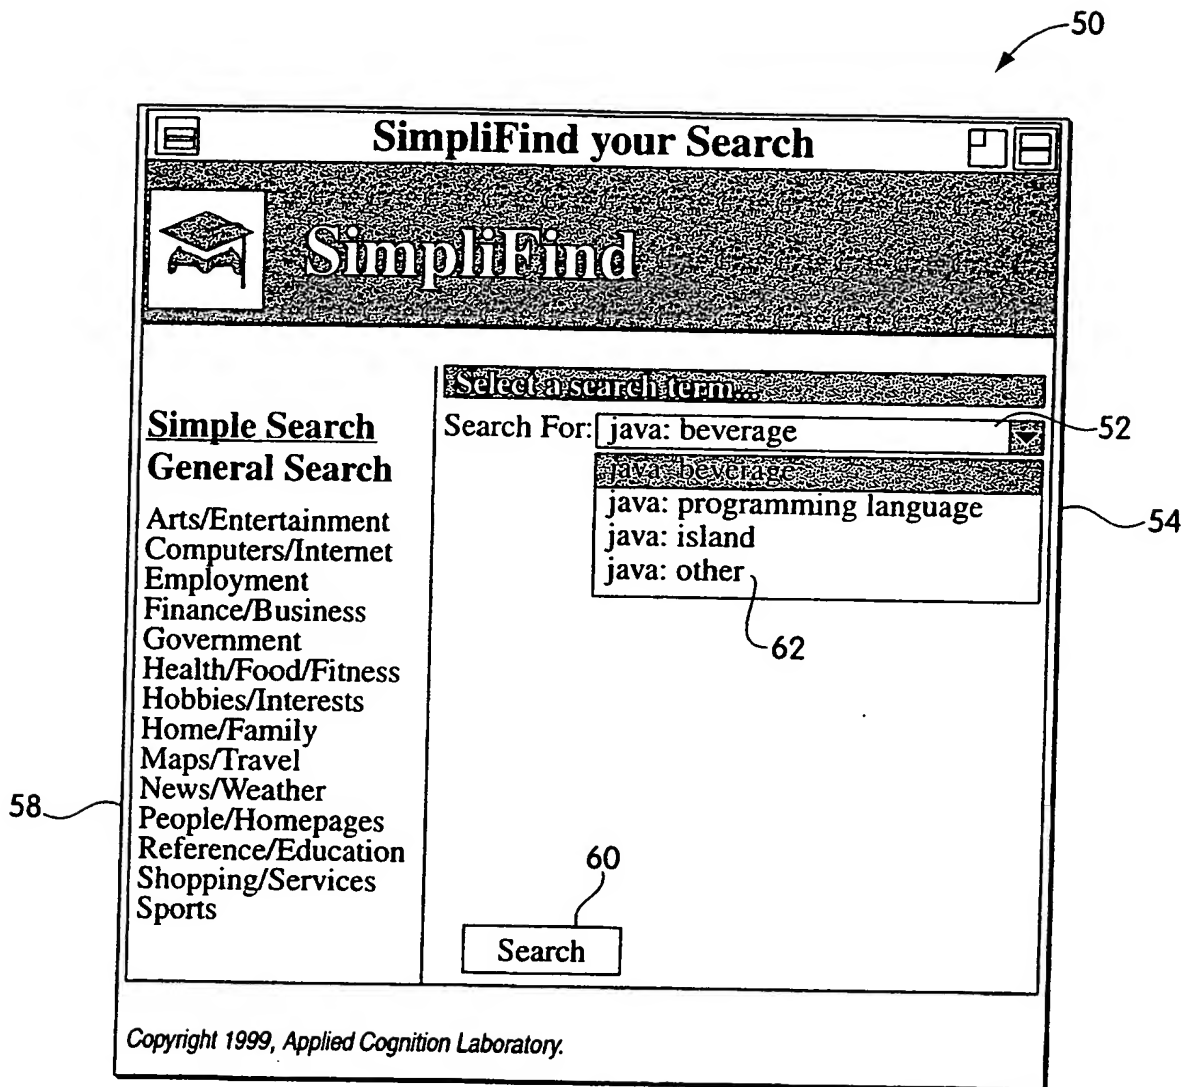 50
SimpliFind your Search
SimpliFind
Simple Search
General Search
Arts/Entertainment
Computers/Internet
Employment
Finance/Business
Government
Health/Food/Fitness
Hobbies/Interests
Home/Family
Maps/Travel
News/Weather
People/Homepages
Reference/Education
Shopping/Services
Sports
58
Select a search term...
Search For: java: beverage
52
java: beverage
java: programming language
java: island
java: other
54
62
60
Search
Copyright 1999, Applied Cognition Laboratory.